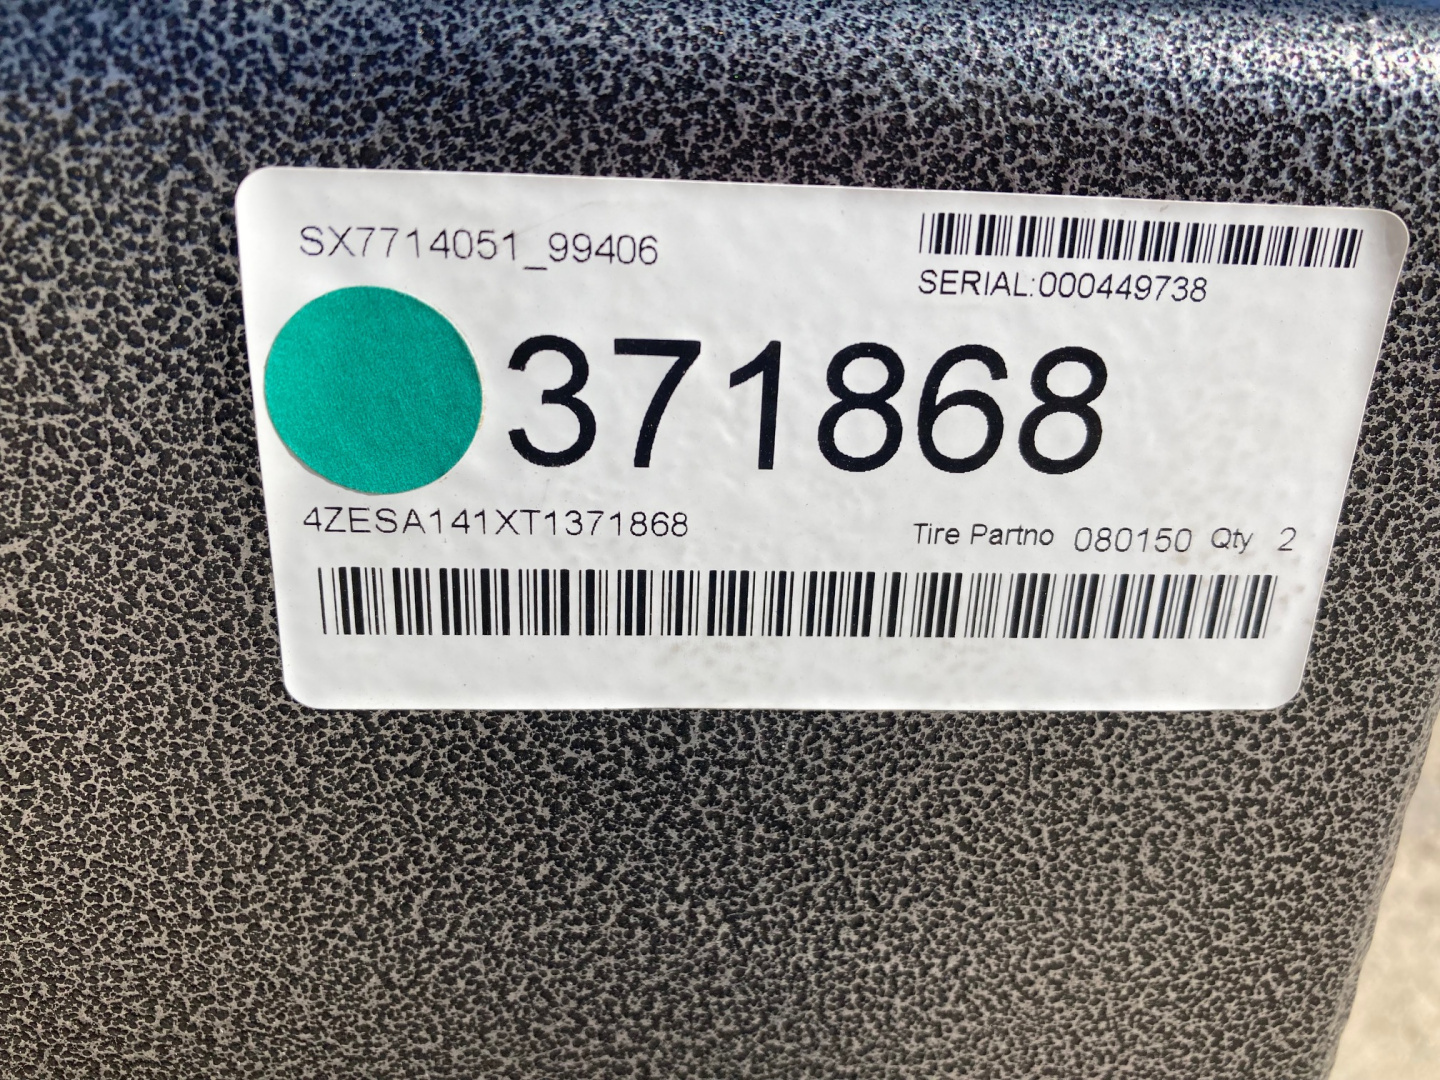 SX7714051_99406
SERIAL:000449738
371868
4ZESA141XT1371868
Tire Partno 080150 Qty 2